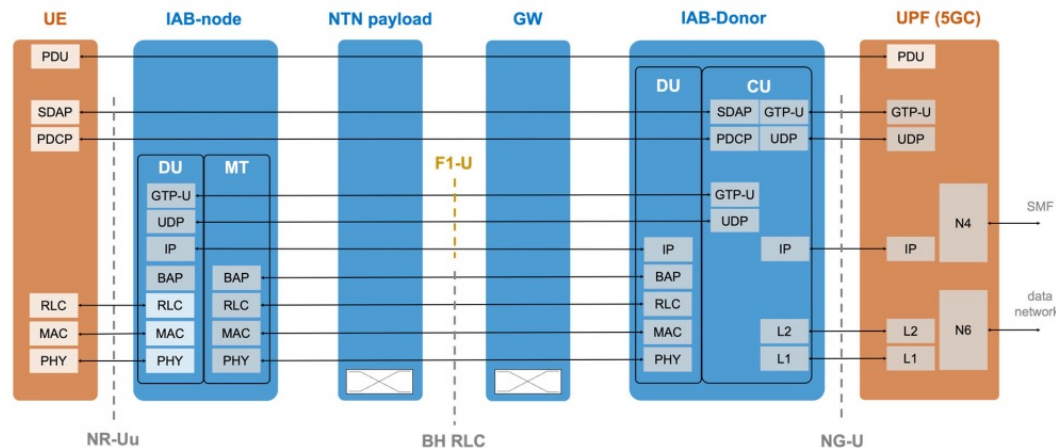 UE IAB-node NTN payload GW IAB-Donor UPF (5GC)
PDU PDU
DU CU
SDAP SDAP GTP-U GTP-U
PDCP PDCP UDP UDP
DU MT F1-U
GTP-U GTP-U
UDP UDP
N4 SMF
IP IP IP IP
BAP BAP BAP
RLC RLC RLC RLC
data
network
N6
MAC MAC MAC MAC L2 L2
PHY PHY PHY PHY L1 L1
NR-Uu BH RLC NG-U